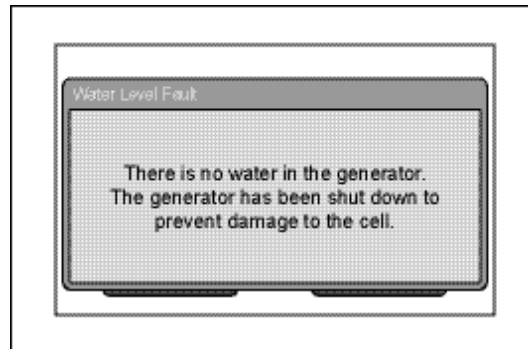 Water Level Fault
There is no water in the generator.
The generator has been shut down to
prevent damage to the cell.